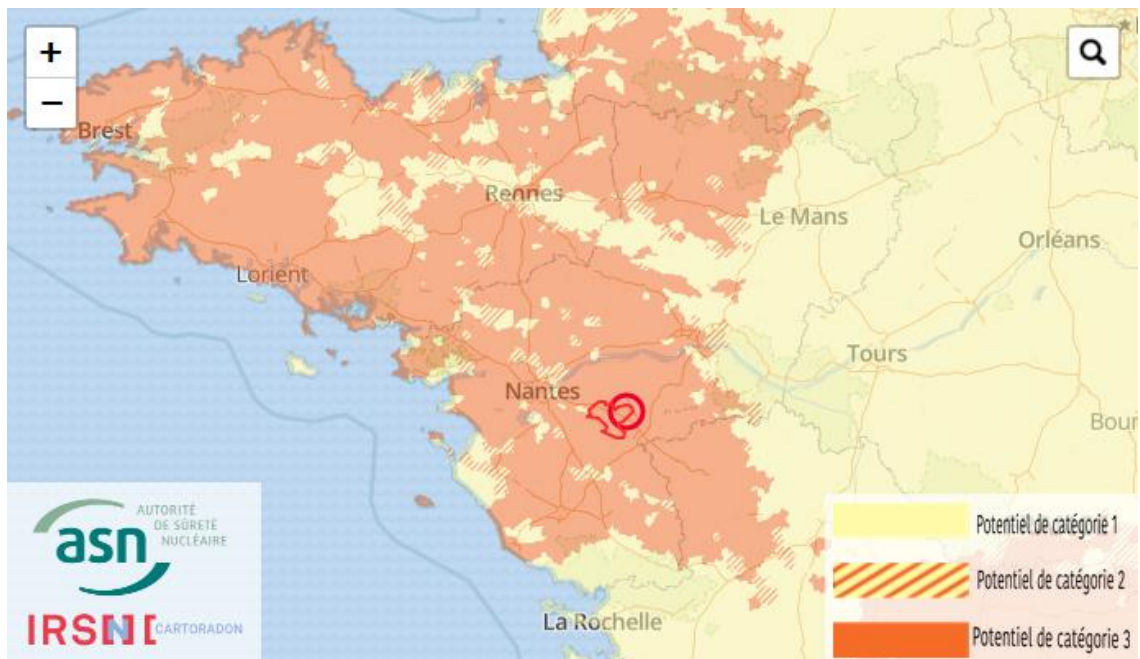 +
−
Brest
Rennes
Le Mans
Orléans
Lorient
Tours
Nantes
Bour
La Rochelle
AUTORITÉ
DE SÛRETÉ
NUCLÉAIRE
asn
IRSN
CARTORADON
Potentiel de catégorie 1
Potentiel de catégorie 2
Potentiel de catégorie 3